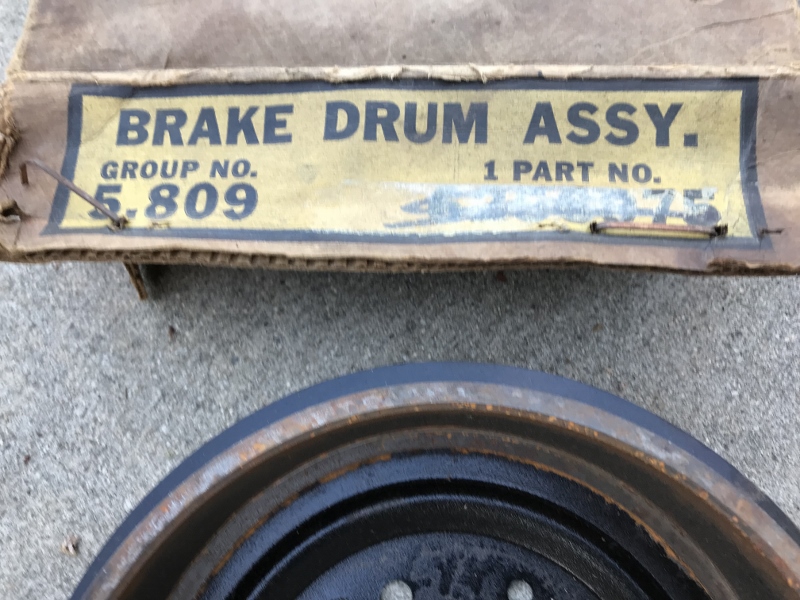 BRAKE DRUM ASSY.
GROUP NO. 1 PART NO.
5.809